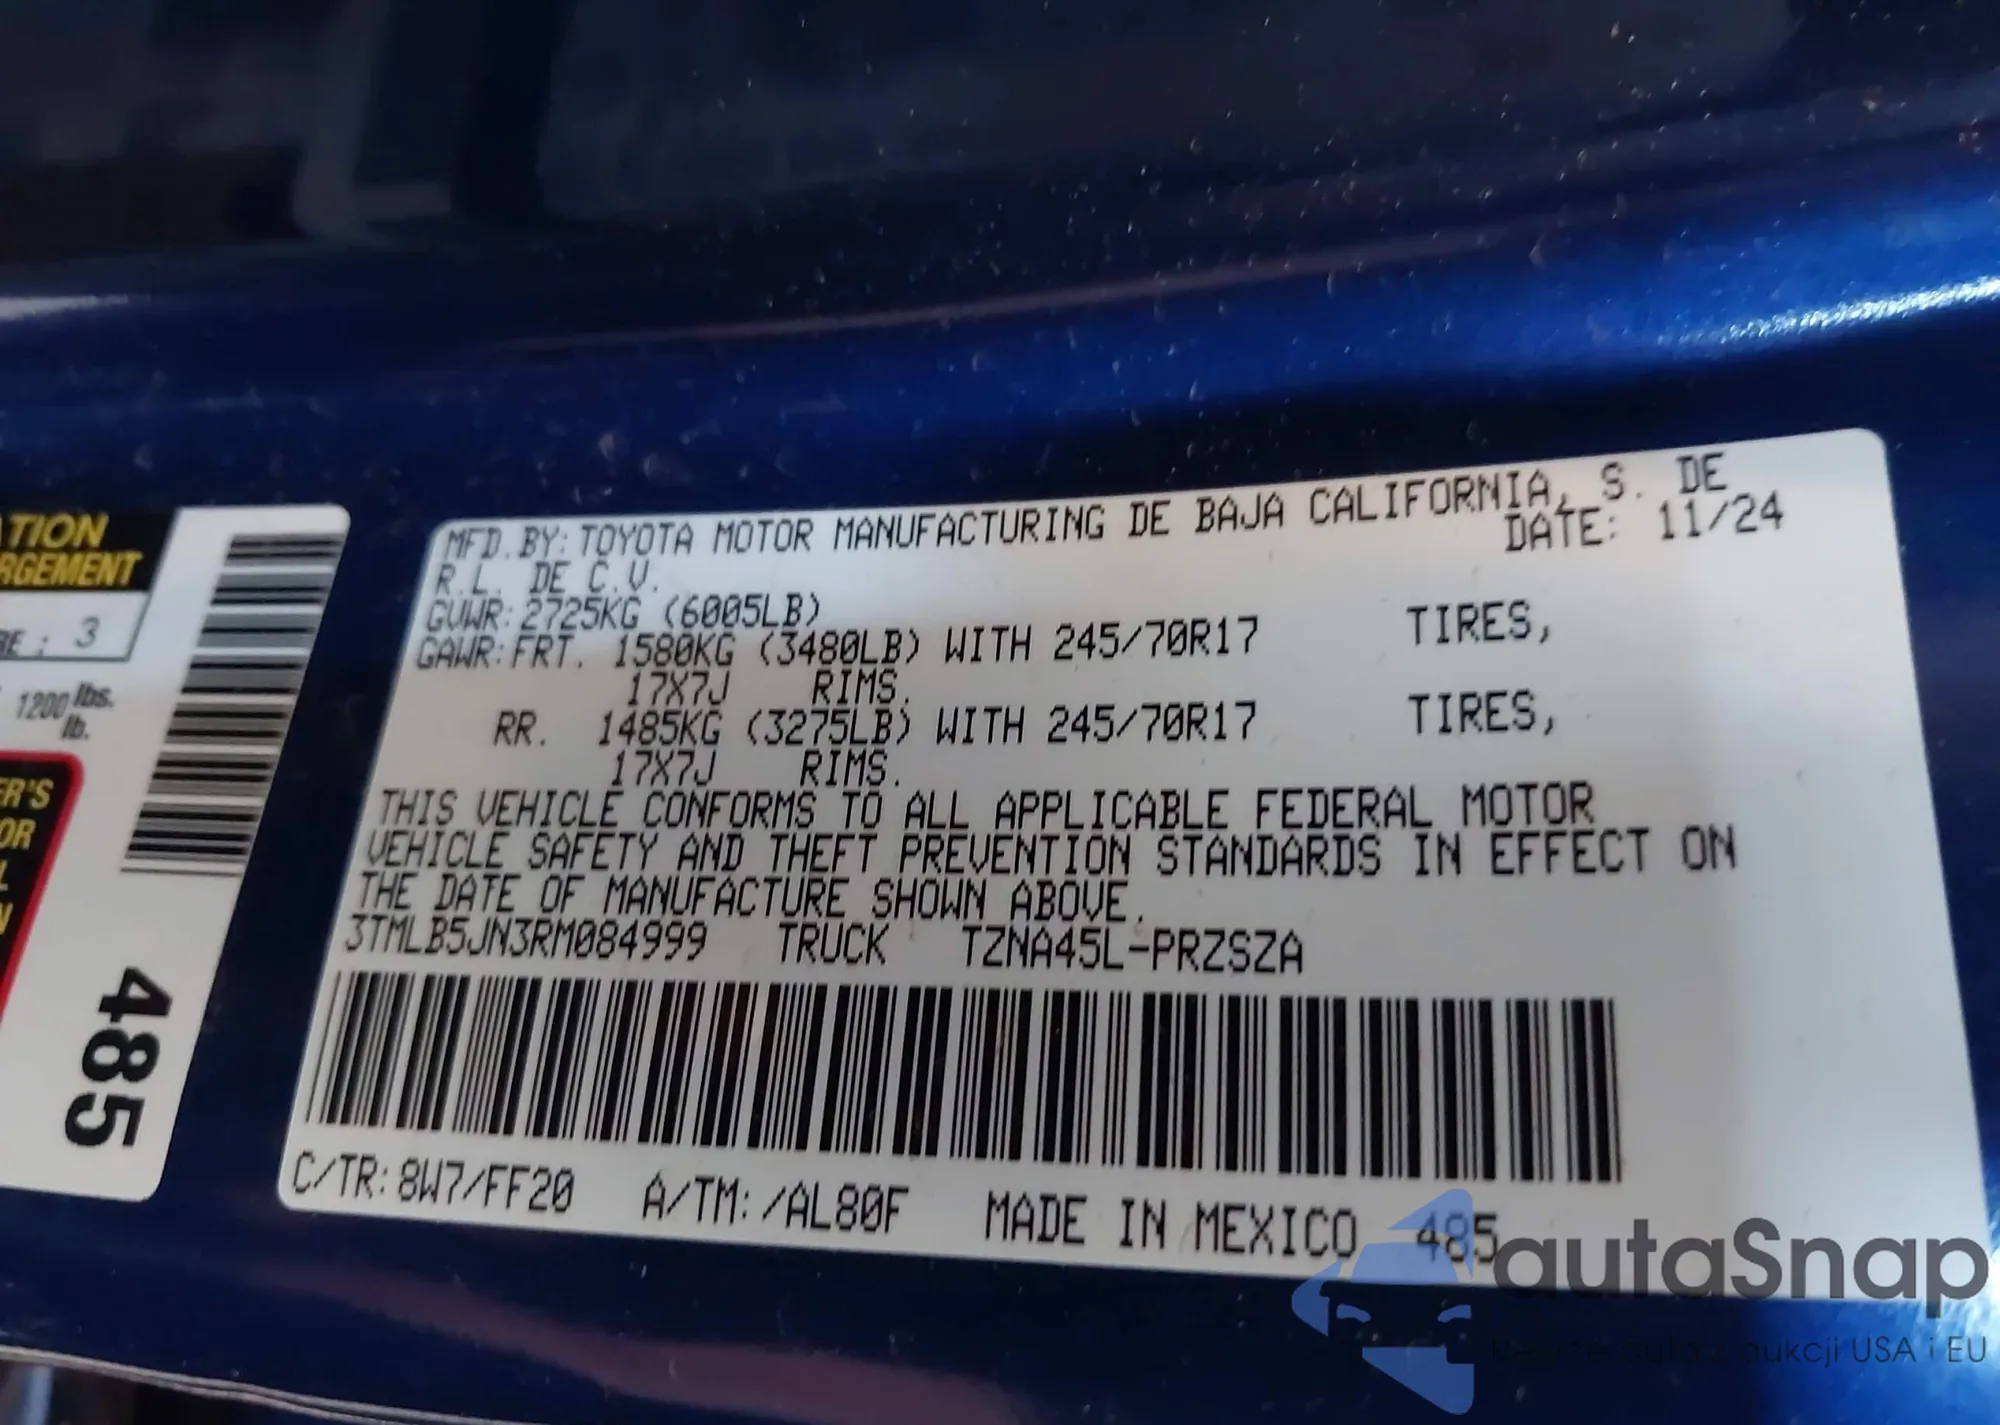 ATION
RGEMENT
RE : 3
1200 lbs.
lb.
ER'S
OR
L
N
485
MFD. BY: TOYOTA MOTOR MANUFACTURING DE BAJA CALIFORNIA, S. DE
R.L. DE C.V. DATE: 11/24
GVWR: 2725KG (6005LB)
GAWR: FRT. 1580KG (3480LB) WITH 245/70R17 TIRES,
17X7J RIMS.
RR. 1485KG (3275LB) WITH 245/70R17 TIRES,
17X7J RIMS.
THIS VEHICLE CONFORMS TO ALL APPLICABLE FEDERAL MOTOR
VEHICLE SAFETY AND THEFT PREVENTION STANDARDS IN EFFECT ON
THE DATE OF MANUFACTURE SHOWN ABOVE.
3TMLB5JN3RM084999 TRUCK TZNA45L-PRZSZA
C/TR: 8W7/FF20 A/TM: /AL80F MADE IN MEXICO 485
autaSnap
aukcji USA i EU